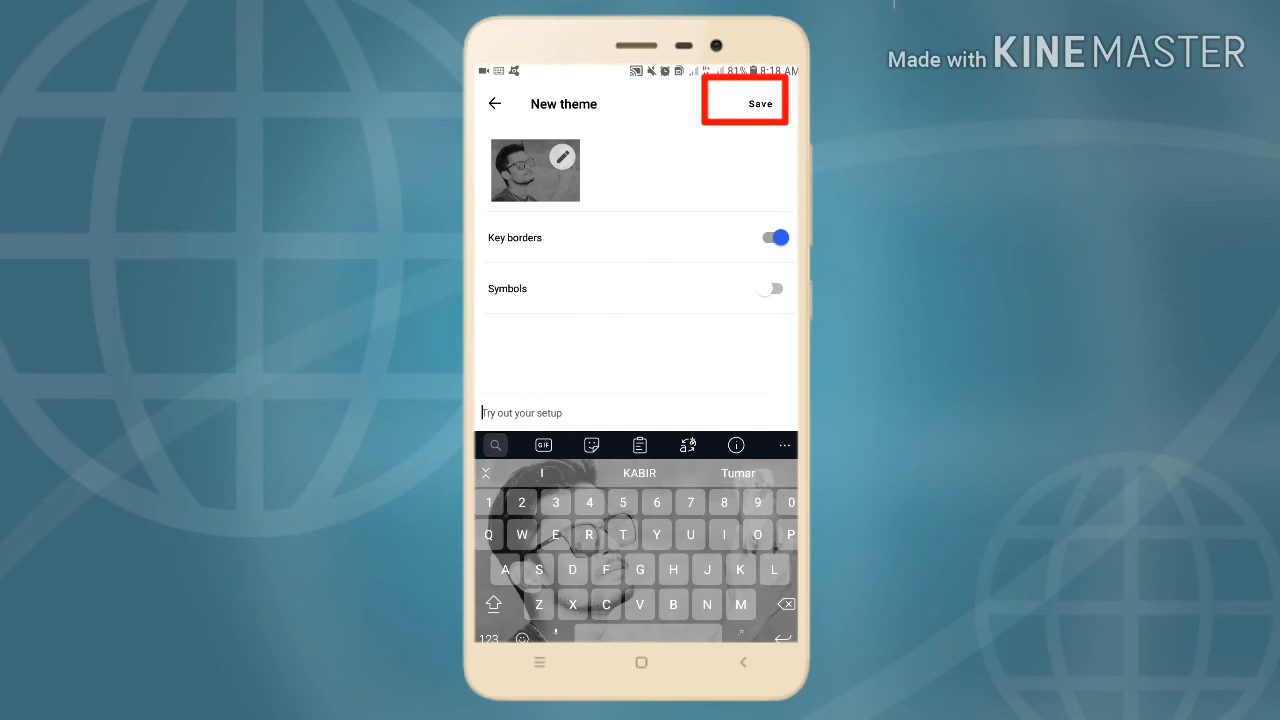 Made with KINEMASTER
81% 8:18 AM
New theme
Save
Key borders
Symbols
Try out your setup
GIF
I KABIR Tumar
1 2 3 4 5 6 7 8 9 0
Q W E R T Y U I O P
A S D F G H J K L
Z X C V B N M
123